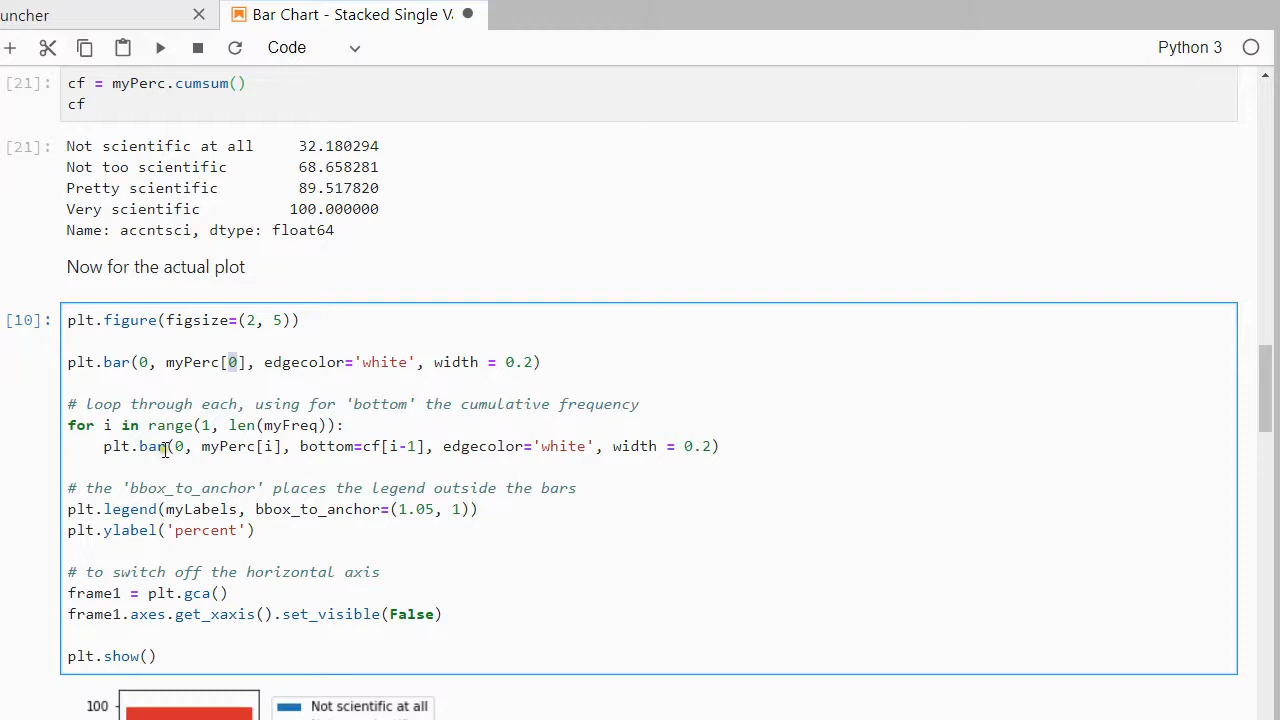 uncher
Bar Chart - Stacked Single V
Code
Python 3
[21]:
cf = myPerc.cumsum()
cf
[21]:
Not scientific at all 32.180294
Not too scientific 68.658281
Pretty scientific 89.517820
Very scientific 100.000000
Name: accntsci, dtype: float64
Now for the actual plot
[10]:
plt.figure(figsize=(2, 5))
plt.bar(0, myPerc[0], edgecolor='white', width = 0.2)
# loop through each, using for 'bottom' the cumulative frequency
for i in range(1, len(myFreq)):
plt.bar(0, myPerc[i], bottom=cf[i-1], edgecolor='white', width = 0.2)
# the 'bbox_to_anchor' places the legend outside the bars
plt.legend(myLabels, bbox_to_anchor=(1.05, 1))
plt.ylabel('percent')
# to switch off the horizontal axis
frame1 = plt.gca()
frame1.axes.get_xaxis().set_visible(False)
plt.show()
100
Not scientific at all